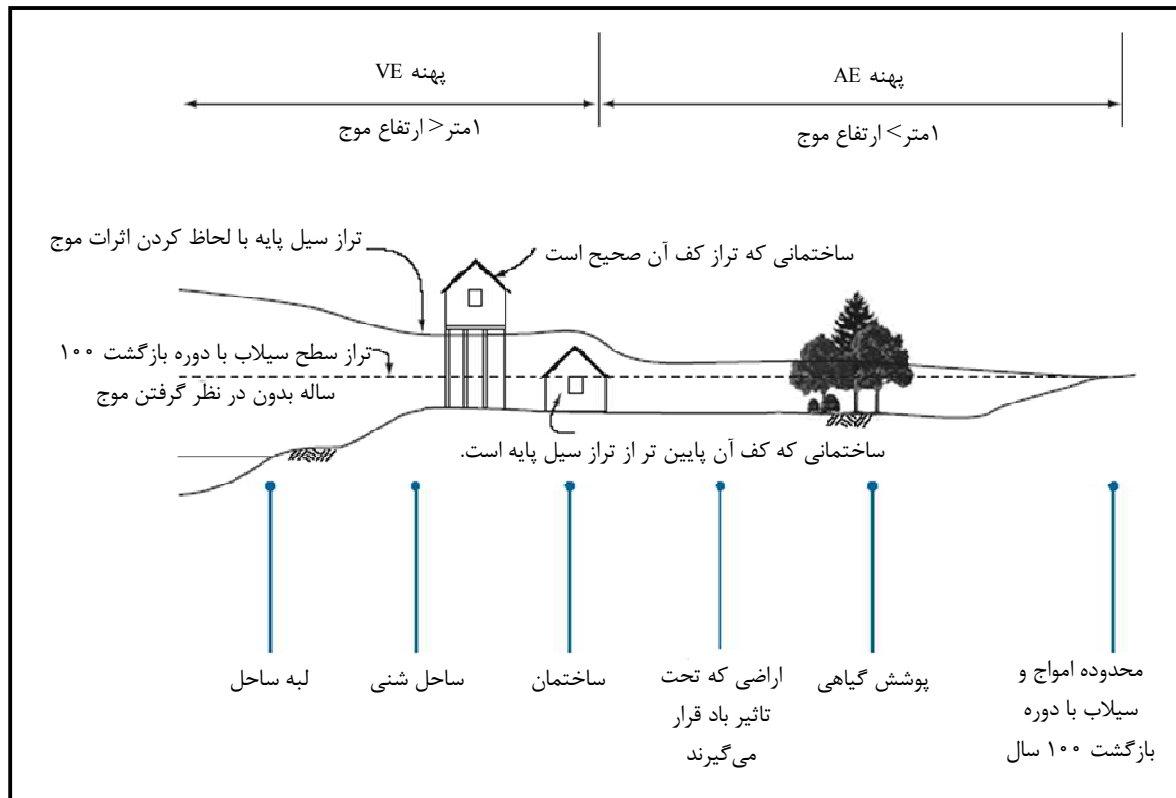 پهنه VE
پهنه AE
۱متر< ارتفاع موج
۱متر> ارتفاع موج
تراز سیل پایه با لحاظ کردن اثرات موج
ساختمانی که تراز کف آن صحیح است
تراز سطح سیلاب با دوره بازگشت ۱۰۰
ساله بدون در نظر گرفتن موج
ساختمانی که کف آن پایین تر از تراز سیل پایه است.
لبه ساحل
ساحل شنی
ساختمان
اراضی که تحت
تاثیر باد قرار
می‌گیرند
پوشش گیاهی
محدوده امواج و
سیلاب با دوره
بازگشت ۱۰۰ سال